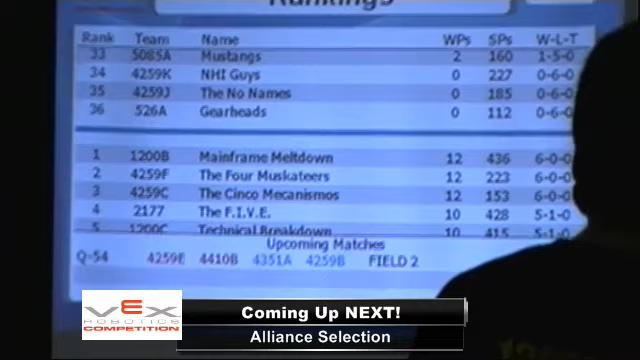 Rankings
Rank Team Name WPs SPs W-L-T
33 5085A Mustangs 2 160 1-5-0
34 4259K NHI Guys 0 227 0-6-0
35 4259J The No Names 0 185 0-6-0
36 526A Gearheads 0 112 0-6-0
1 1200B Mainframe Meltdown 12 436 6-0-0
2 4259F The Four Muskateers 12 223 6-0-0
3 4259C The Cinco Mecanismos 12 153 6-0-0
4 2177 The F.I.V.E. 10 428 5-1-0
5 1200C Technical Breakdown 10 415 5-1-0
Upcoming Matches
Q-54 4259E 4410B 4351A 4259B FIELD 2
VEX
ROBOTICS
COMPETITION
Coming Up NEXT!
Alliance Selection